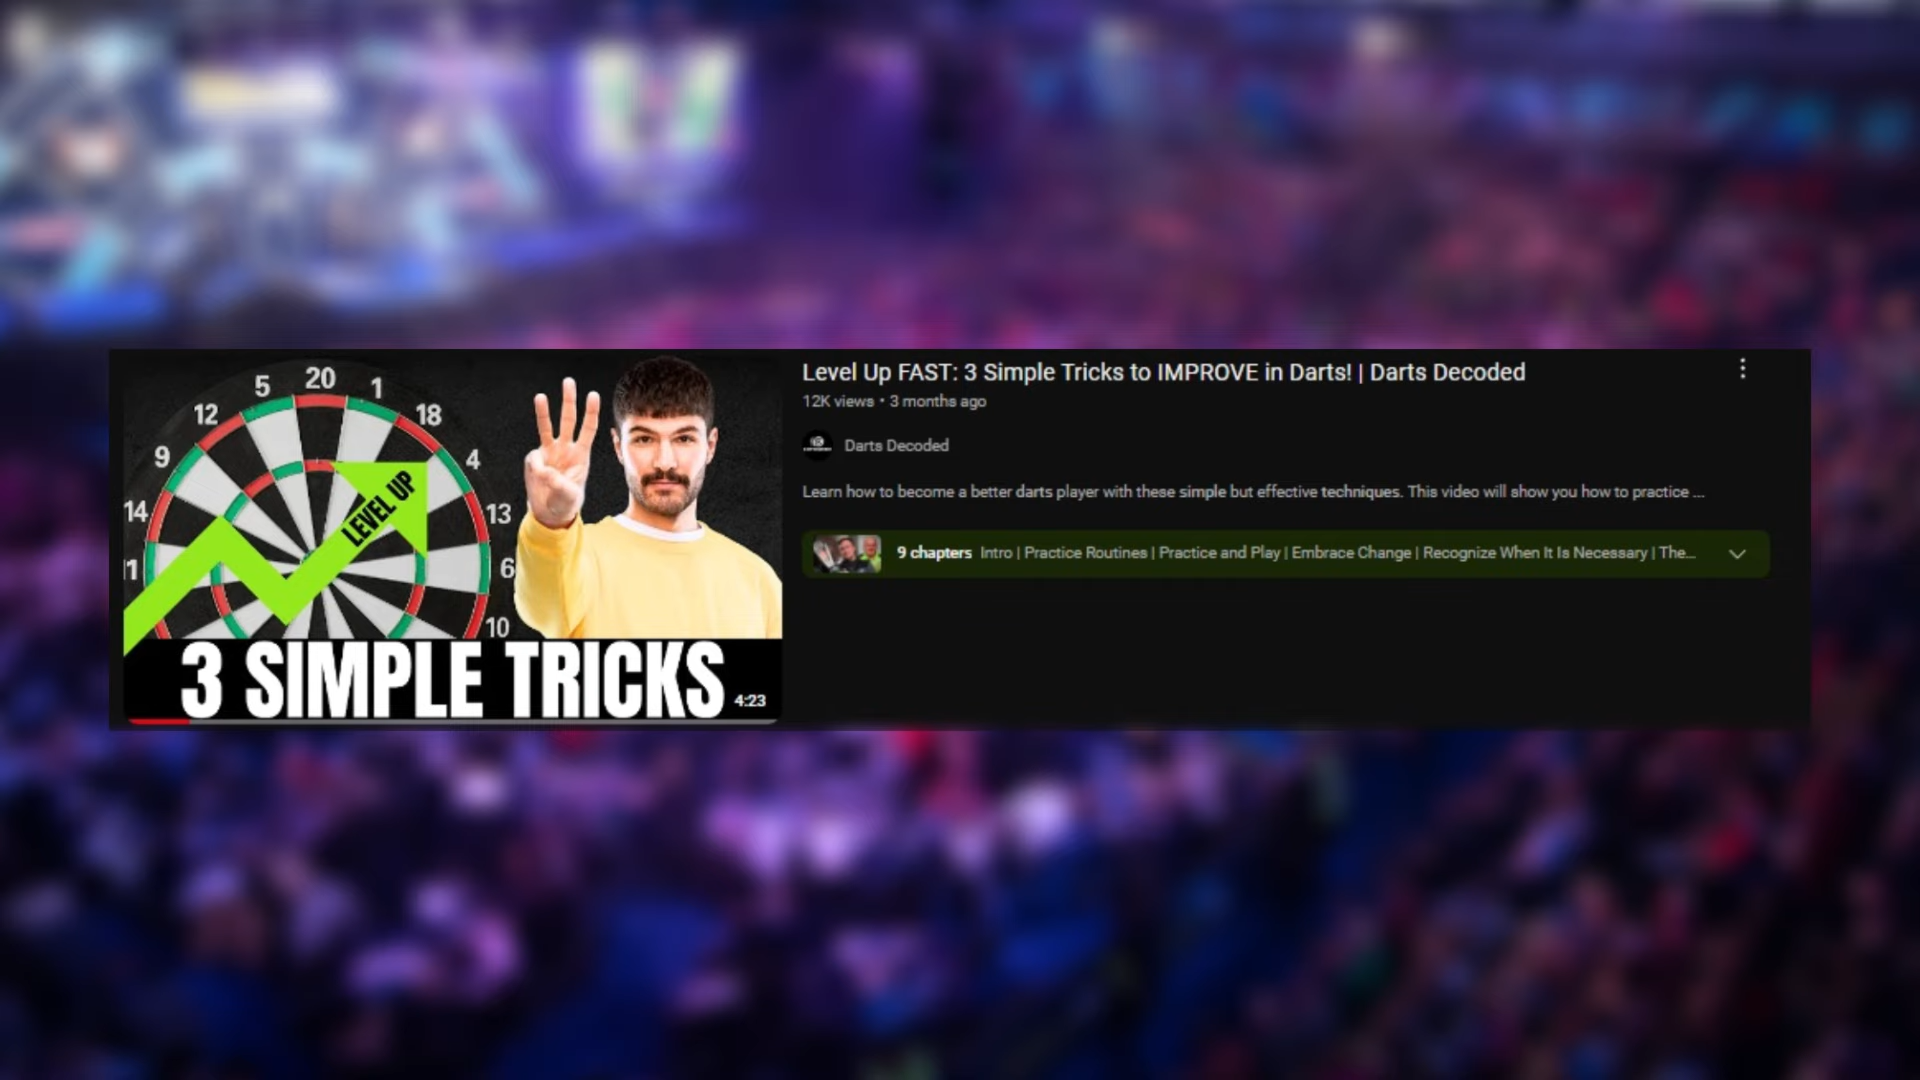 5 20 1
12 18
9 4
14 13
11 6
10
LEVEL UP
3 SIMPLE TRICKS
4:23
Level Up FAST: 3 Simple Tricks to IMPROVE in Darts! | Darts Decoded
12K views • 3 months ago
Darts Decoded
Learn how to become a better darts player with these simple but effective techniques. This video will show you how to practice ...
9 chapters Intro | Practice Routines | Practice and Play | Embrace Change | Recognize When It Is Necessary | The...